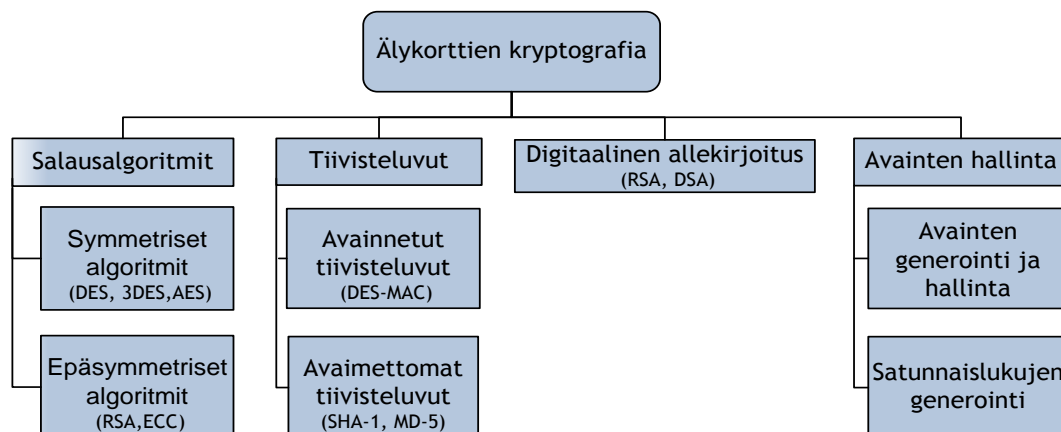 Älykorttien kryptografia
Salausalgoritmit
Symmetriset
algoritmit
(DES, 3DES,AES)
Epäsymmetriset
algoritmit
(RSA,ECC)
Tiivisteluvut
Avainnetut
tiivisteluvut
(DES-MAC)
Avaimettomat
tiivisteluvut
(SHA-1, MD-5)
Digitaalinen allekirjoitus
(RSA, DSA)
Avainten hallinta
Avainten
generointi ja
hallinta
Satunnaislukujen
generointi